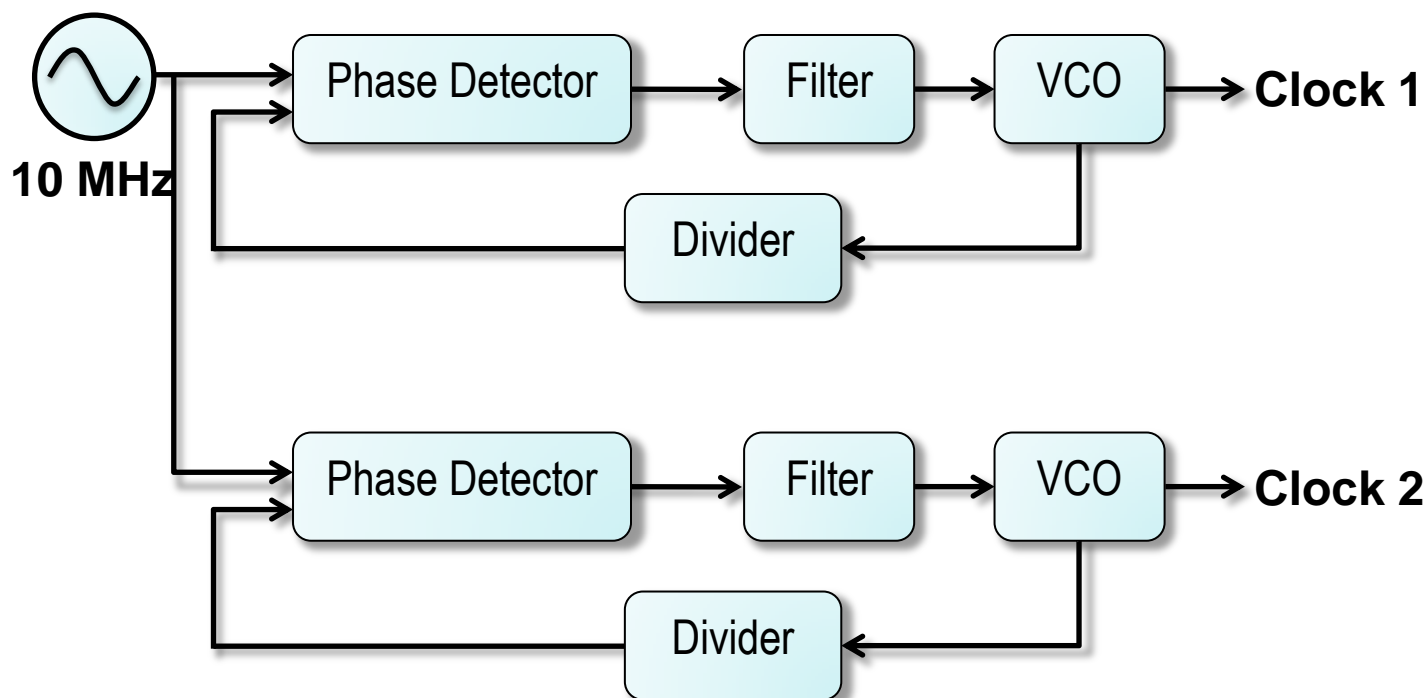 Phase Detector
Filter
VCO
Clock 1
10 MHz
Divider
Phase Detector
Filter
VCO
Clock 2
Divider